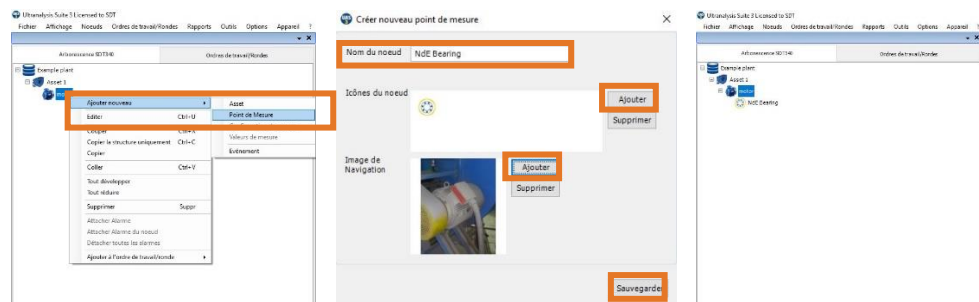 Ultranalysis Suite 3 Licensed to SDT
Fichier Affichage Noeuds Ordres de travail/Rondes Rapports Outils Options Appareil ?
Arborescence SDT340 Ordres de travail/Rondes
Example plant
Asset 1
motor
Ajouter nouveau
Editer Ctrl+U
Couper Ctrl+X
Copier la structure uniquement Ctrl+C
Copier
Coller Ctrl+V
Tout développer
Tout réduire
Supprimer Suppr
Attacher Alarme
Attacher Alarme du noeud
Détacher toutes les alarmes
Ajouter à l'ordre de travail/ronde
Asset
Point de Mesure
Valeurs de mesure
Evénement
Créer nouveau point de mesure
Nom du noeud NdE Bearing
Icônes du noeud
Ajouter
Supprimer
Image de
Navigation
Ajouter
Supprimer
Sauvegarder
Ultranalysis Suite 3 Licensed to SDT
Fichier Affichage Noeuds Ordres de travail/Rondes Rapports Outils Options Appareil ?
Arborescence SDT340 Ordres de travail/Rondes
Example plant
Asset 1
motor
NdE Bearing